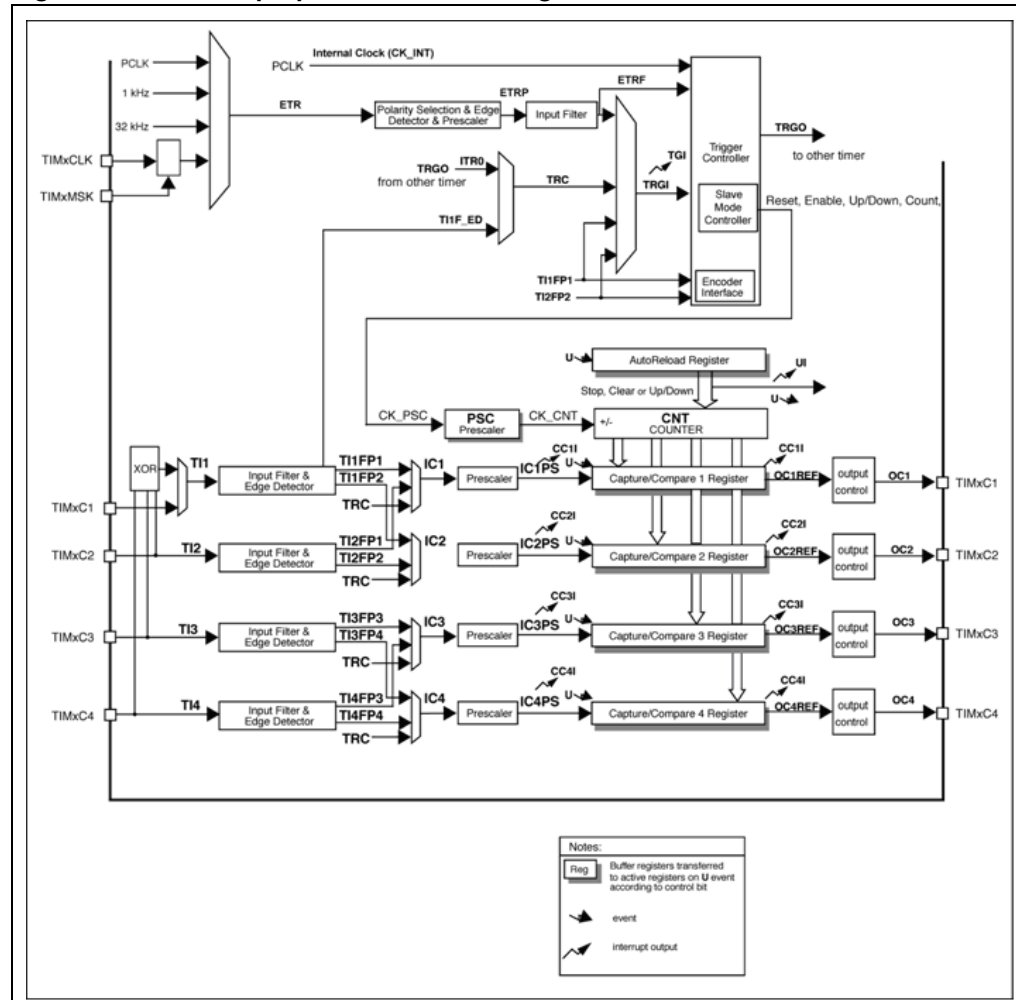 Internal Clock (CK_INT)
PCLK
PCLK
1 kHz
32 kHz
TIMxCLK
TIMxMSK
ETR
Polarity Selection & Edge
Detector & Prescaler
ETRP
Input Filter
ETRF
TRGO
ITR0
from other timer
TI1F_ED
TRC
TGI
TRGI
Trigger
Controller
TRGO
to other timer
Slave
Mode
Controller
Reset, Enable, Up/Down, Count,
TI1FP1
TI2FP2
Encoder
Interface
U
AutoReload Register
UI
Stop, Clear or Up/Down
U
CK_PSC
PSC
Prescaler
CK_CNT
+/-
CNT
COUNTER
XOR
TI1
Input Filter &
Edge Detector
TI1FP1
TI1FP2
TRC
IC1
Prescaler
CC1I
IC1PS
U
Capture/Compare 1 Register
CC1I
OC1REF
output
control
OC1
TIMxC1
TIMxC1
TIMxC2
TI2
Input Filter &
Edge Detector
TI2FP1
TI2FP2
TRC
IC2
Prescaler
CC2I
IC2PS
U
Capture/Compare 2 Register
CC2I
OC2REF
output
control
OC2
TIMxC2
TIMxC3
TI3
Input Filter &
Edge Detector
TI3FP3
TI3FP4
TRC
IC3
Prescaler
CC3I
IC3PS
U
Capture/Compare 3 Register
CC3I
OC3REF
output
control
OC3
TIMxC3
TIMxC4
TI4
Input Filter &
Edge Detector
TI4FP3
TI4FP4
TRC
IC4
Prescaler
CC4I
IC4PS
U
Capture/Compare 4 Register
CC4I
OC4REF
output
control
OC4
TIMxC4
Notes:
Reg
Buffer registers transferred
to active registers on U event
according to control bit
event
interrupt output